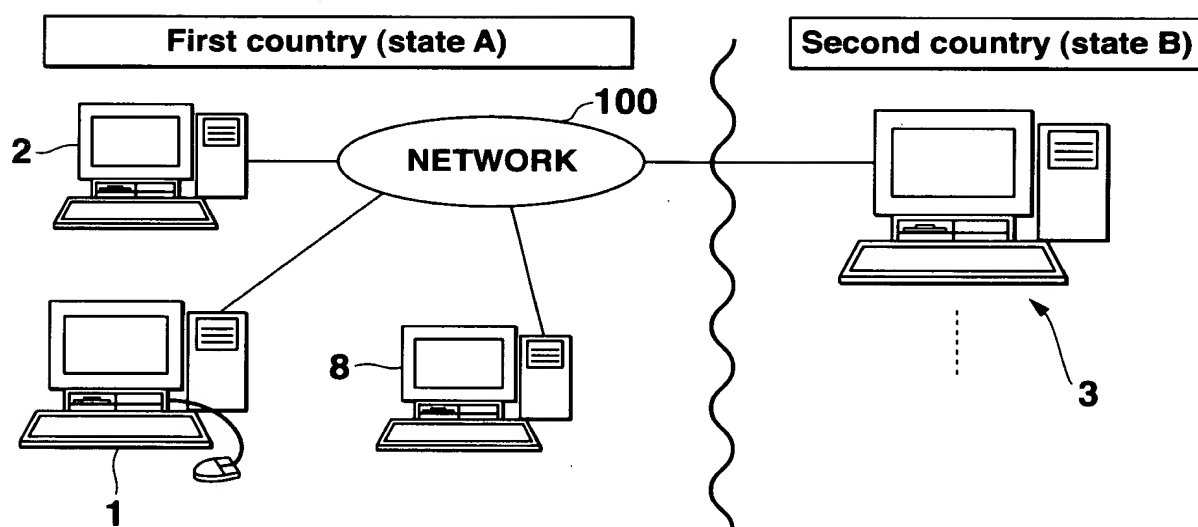 First country (state A)
Second country (state B)
100
2
NETWORK
8
3
1